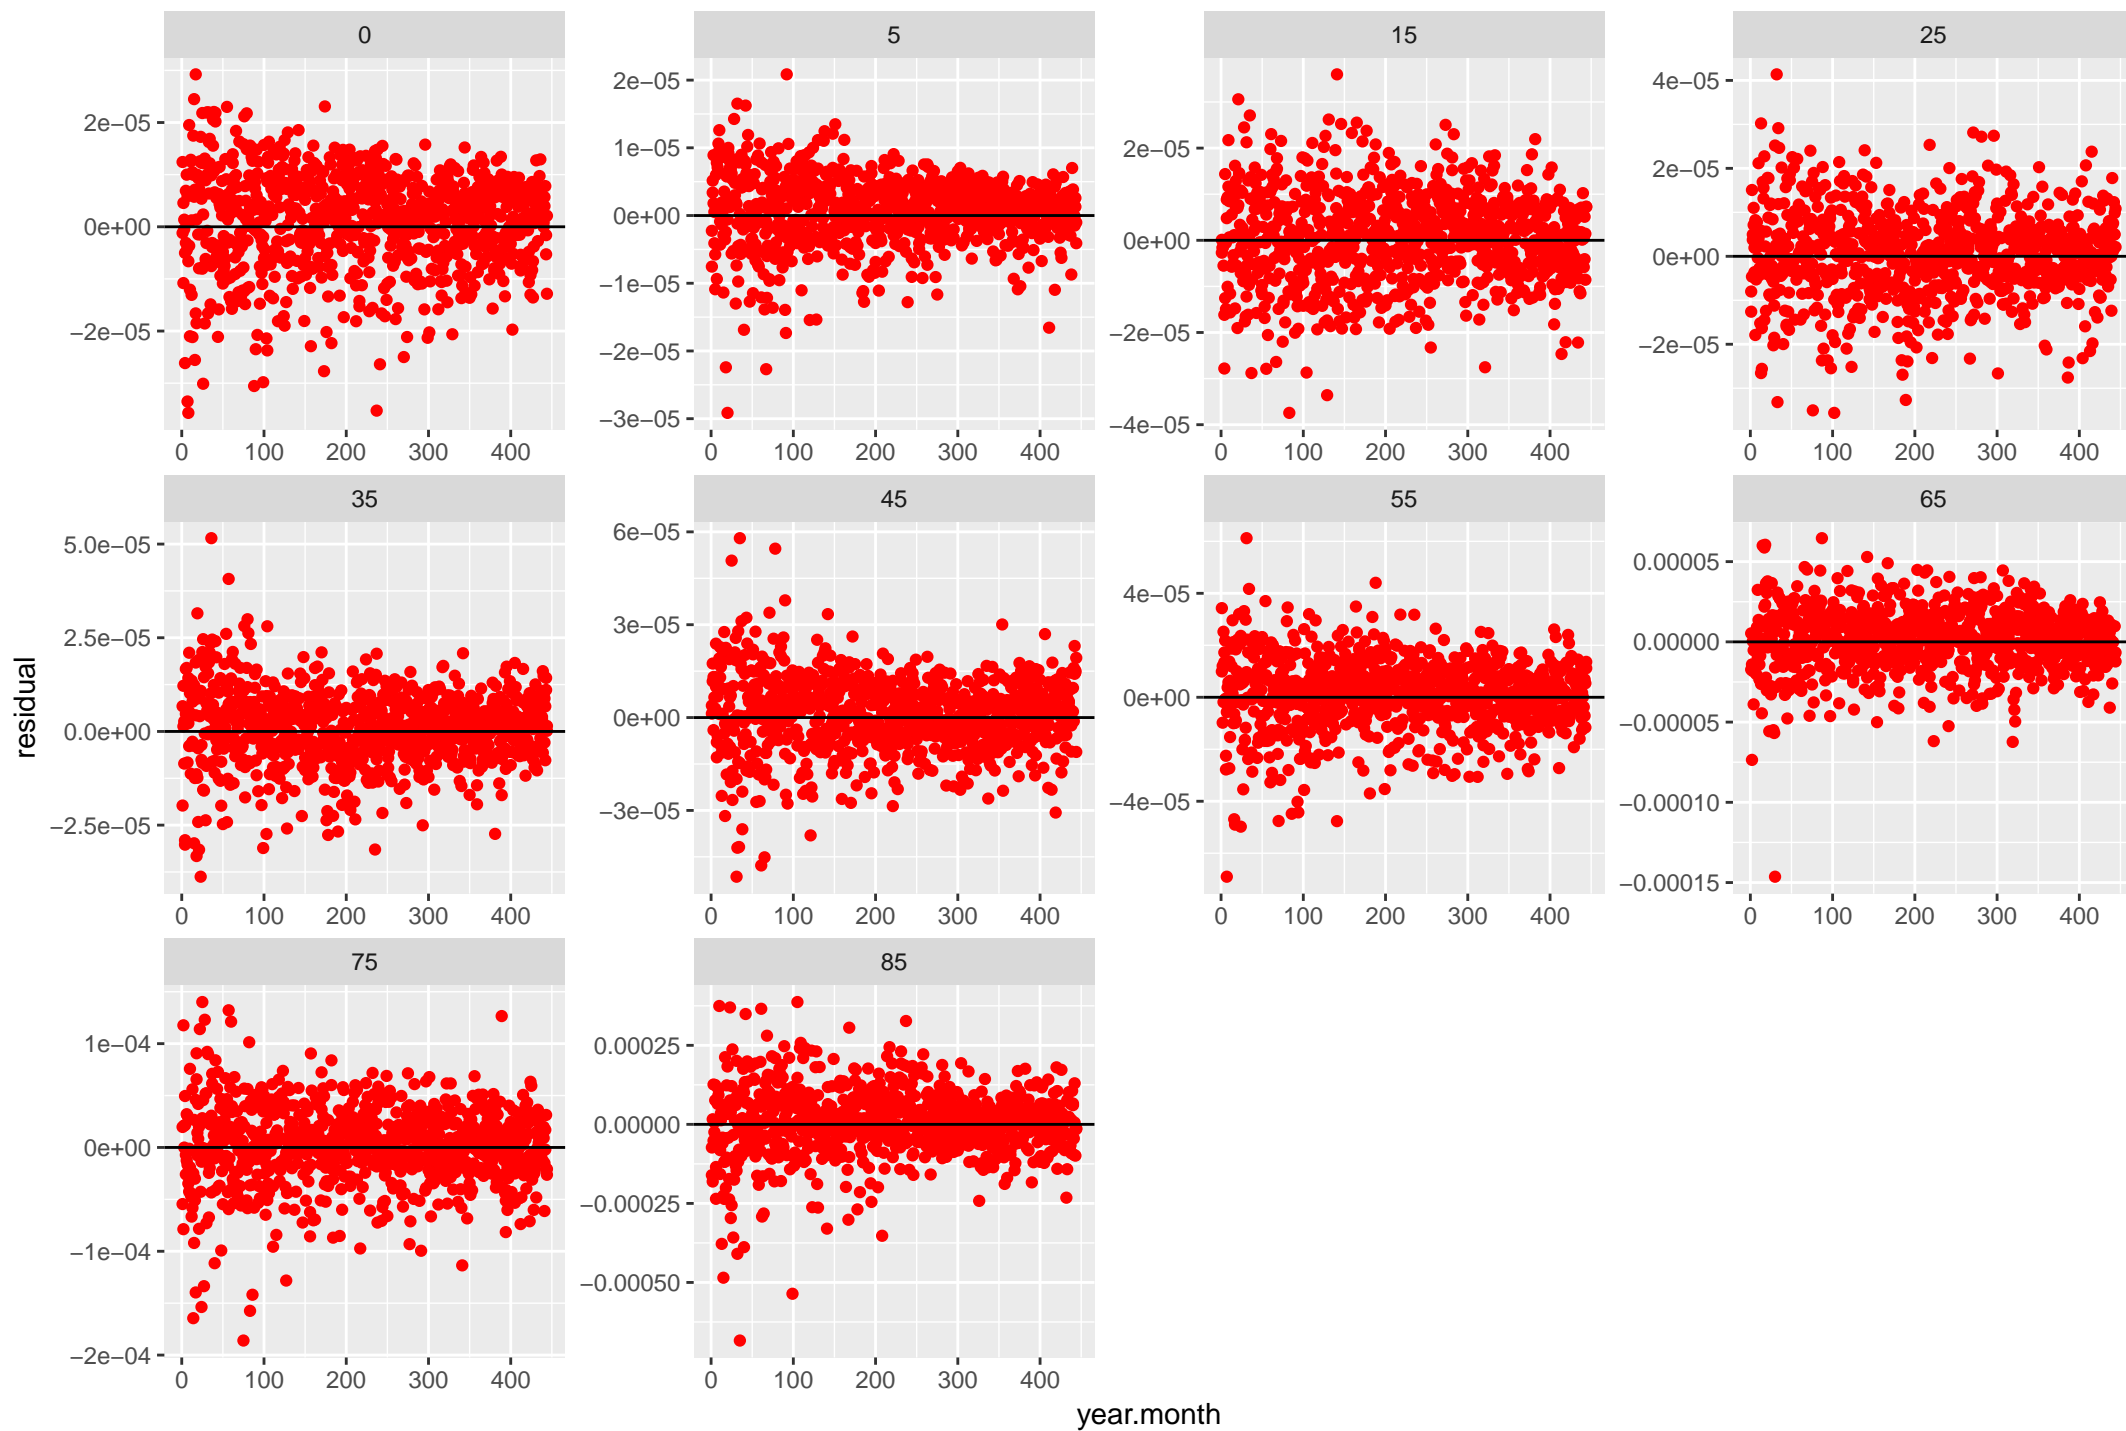 0 5 15 25
2e−05
0e+00
−2e−05
2e−05
1e−05
0e+00
−1e−05
−2e−05
−3e−05
2e−05
0e+00
−2e−05
−4e−05
4e−05
2e−05
0e+00
−2e−05
0 100 200 300 400 0 100 200 300 400 0 100 200 300 400 0 100 200 300 400
35 45 55 65
5.0e−05
2.5e−05
0.0e+00
−2.5e−05
6e−05
3e−05
0e+00
−3e−05
4e−05
0e+00
−4e−05
0.00005
0.00000
−0.00005
−0.00010
−0.00015
0 100 200 300 400 0 100 200 300 400 0 100 200 300 400 0 100 200 300 400
residual
75 85
1e−04
0e+00
−1e−04
−2e−04
0.00025
0.00000
−0.00025
−0.00050
0 100 200 300 400 0 100 200 300 400
year.month